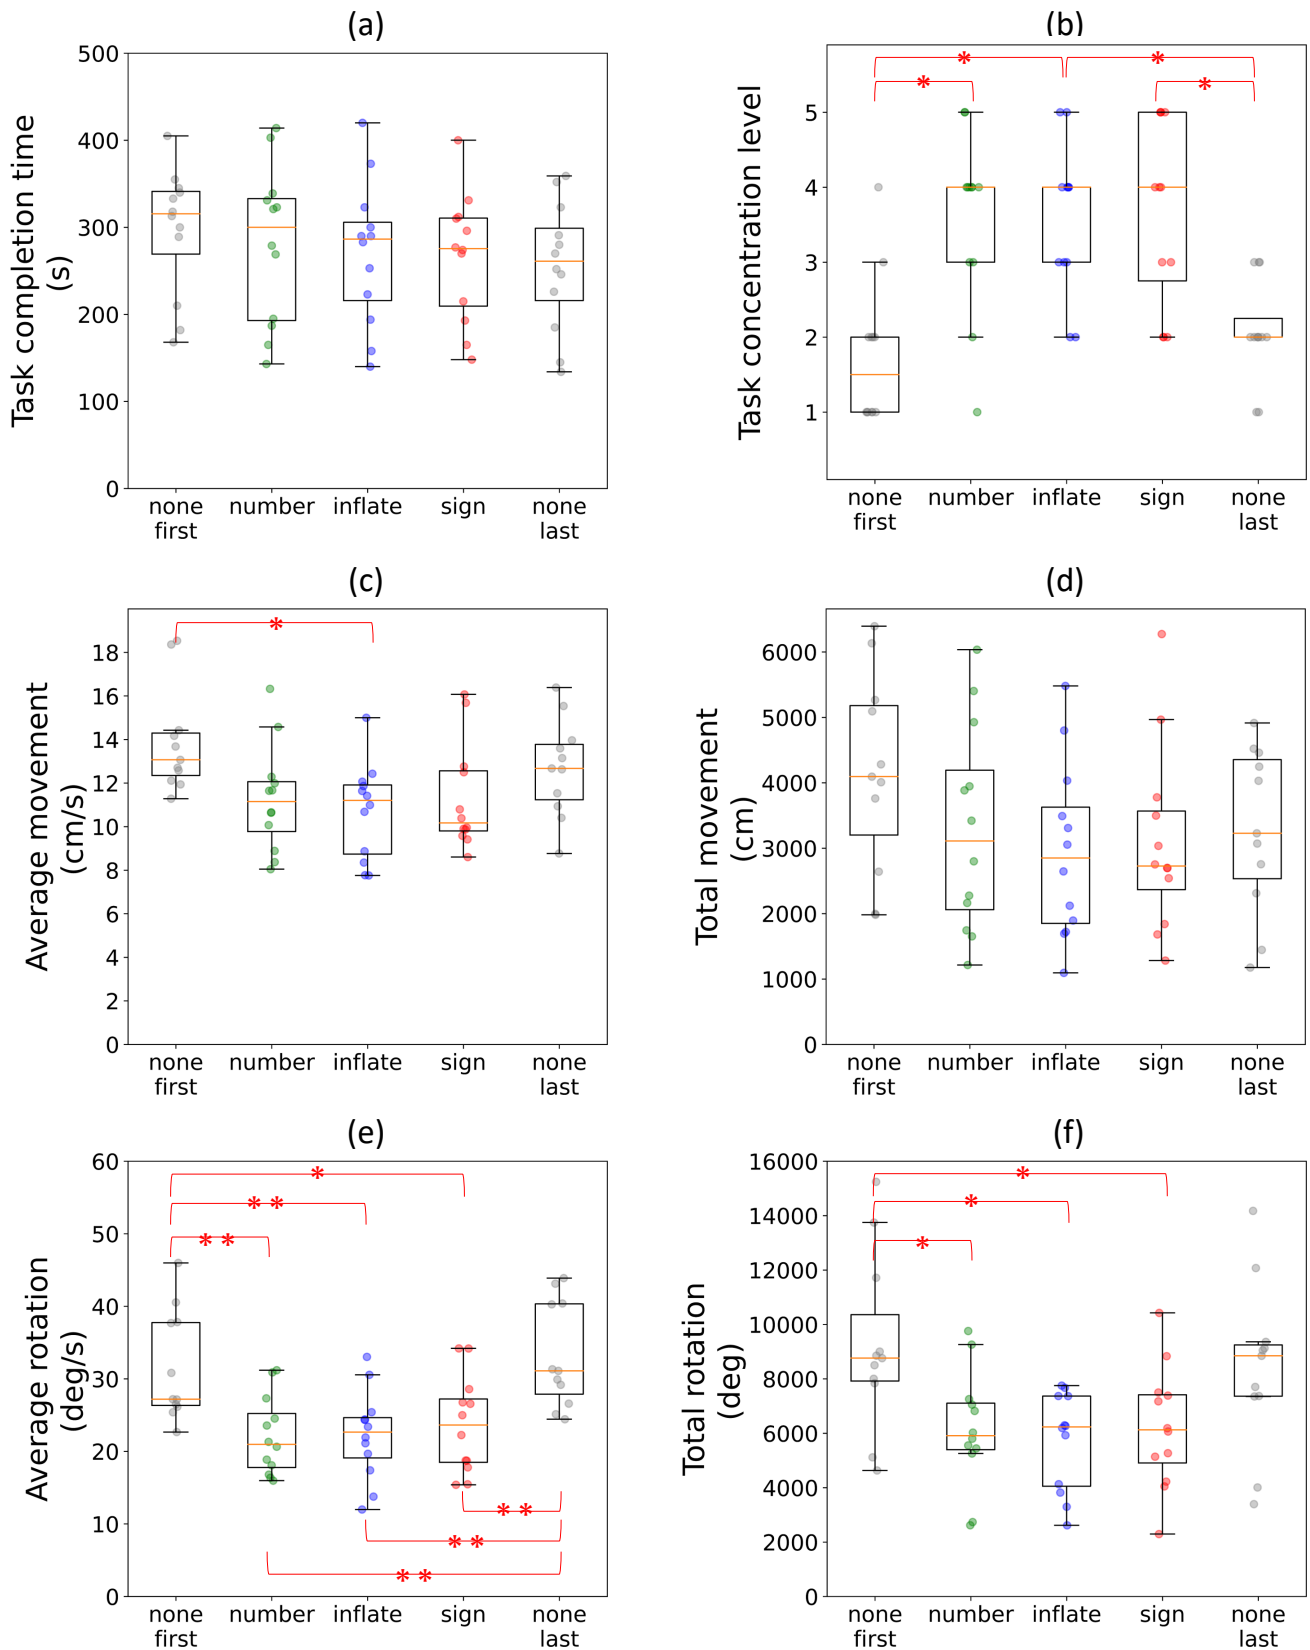 (a)
Task completion time
(s)
500
400
300
200
100
0
none
first
number
inflate
sign
none
last
(b)
Task concentration level
5
4
3
2
1
*
*
*
*
none
first
number
inflate
sign
none
last
(c)
Average movement
(cm/s)
18
16
14
12
10
8
6
4
2
0
*
none
first
number
inflate
sign
none
last
(d)
Total movement
(cm)
6000
5000
4000
3000
2000
1000
0
none
first
number
inflate
sign
none
last
(e)
Average rotation
(deg/s)
60
50
40
30
20
10
0
*
**
**
**
**
**
none
first
number
inflate
sign
none
last
(f)
Total rotation
(deg)
16000
14000
12000
10000
8000
6000
4000
2000
0
*
*
*
none
first
number
inflate
sign
none
last